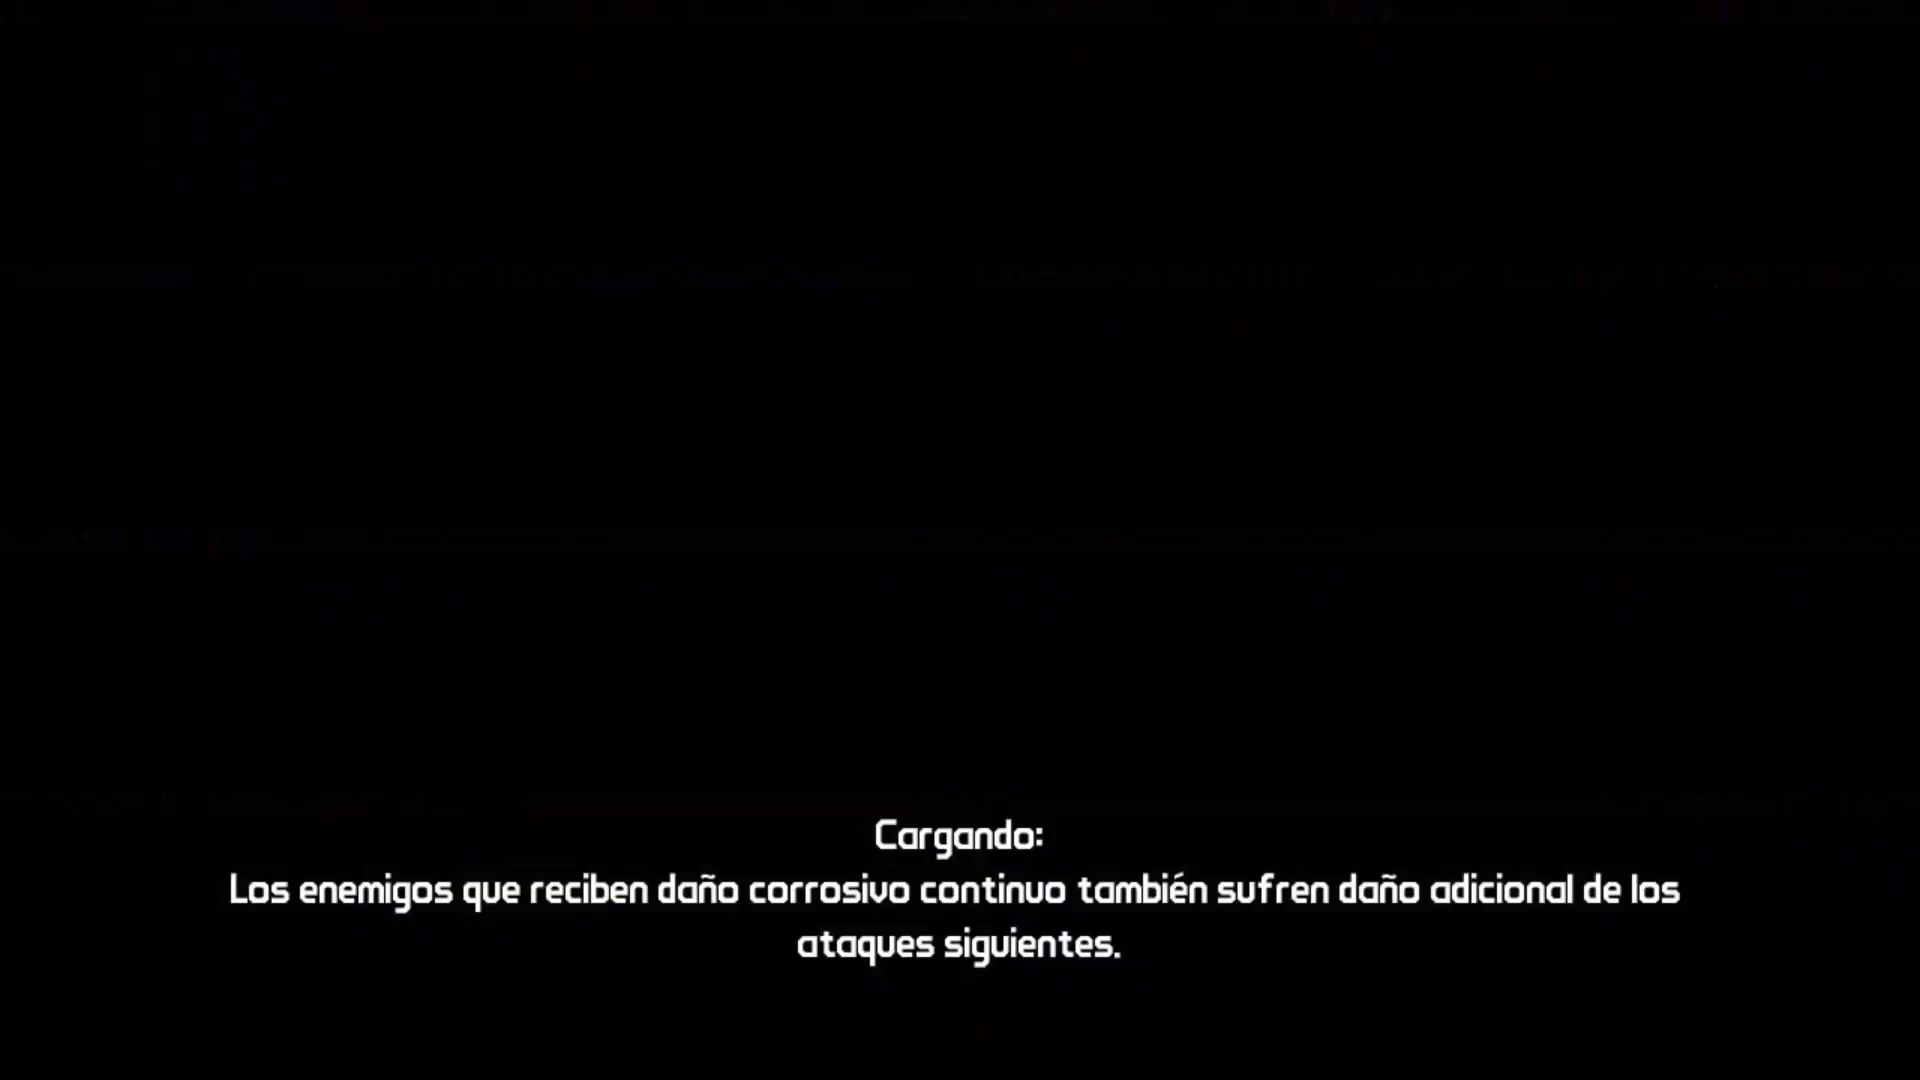 Cargando:
Los enemigos que reciben daño corrosivo continuo también sufren daño adicional de los
ataques siguientes.